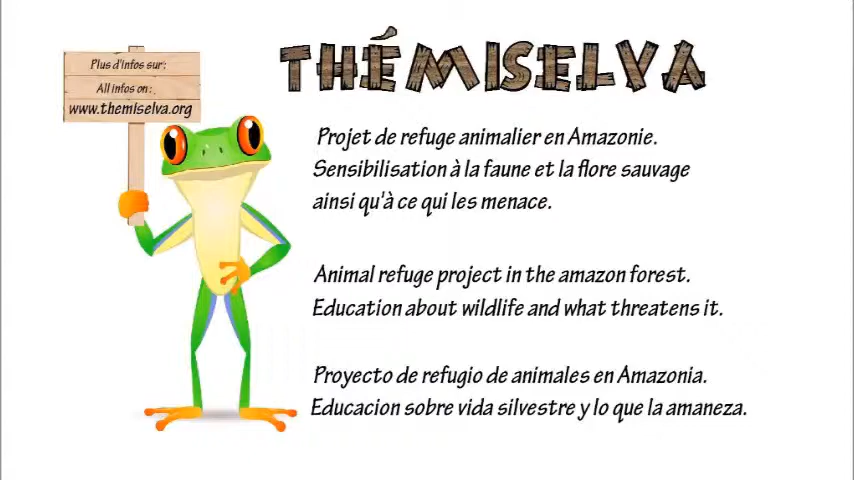 THÉMISELVA
Plus d'infos sur:
All infos on:
www.themiselva.org
Projet de refuge animalier en Amazonie.
Sensibilisation à la faune et la flore sauvage
ainsi qu'à ce qui les menace.
Animal refuge project in the amazon forest.
Education about wildlife and what threatens it.
Proyecto de refugio de animales en Amazonia.
Educacion sobre vida silvestre y lo que la amaneza.